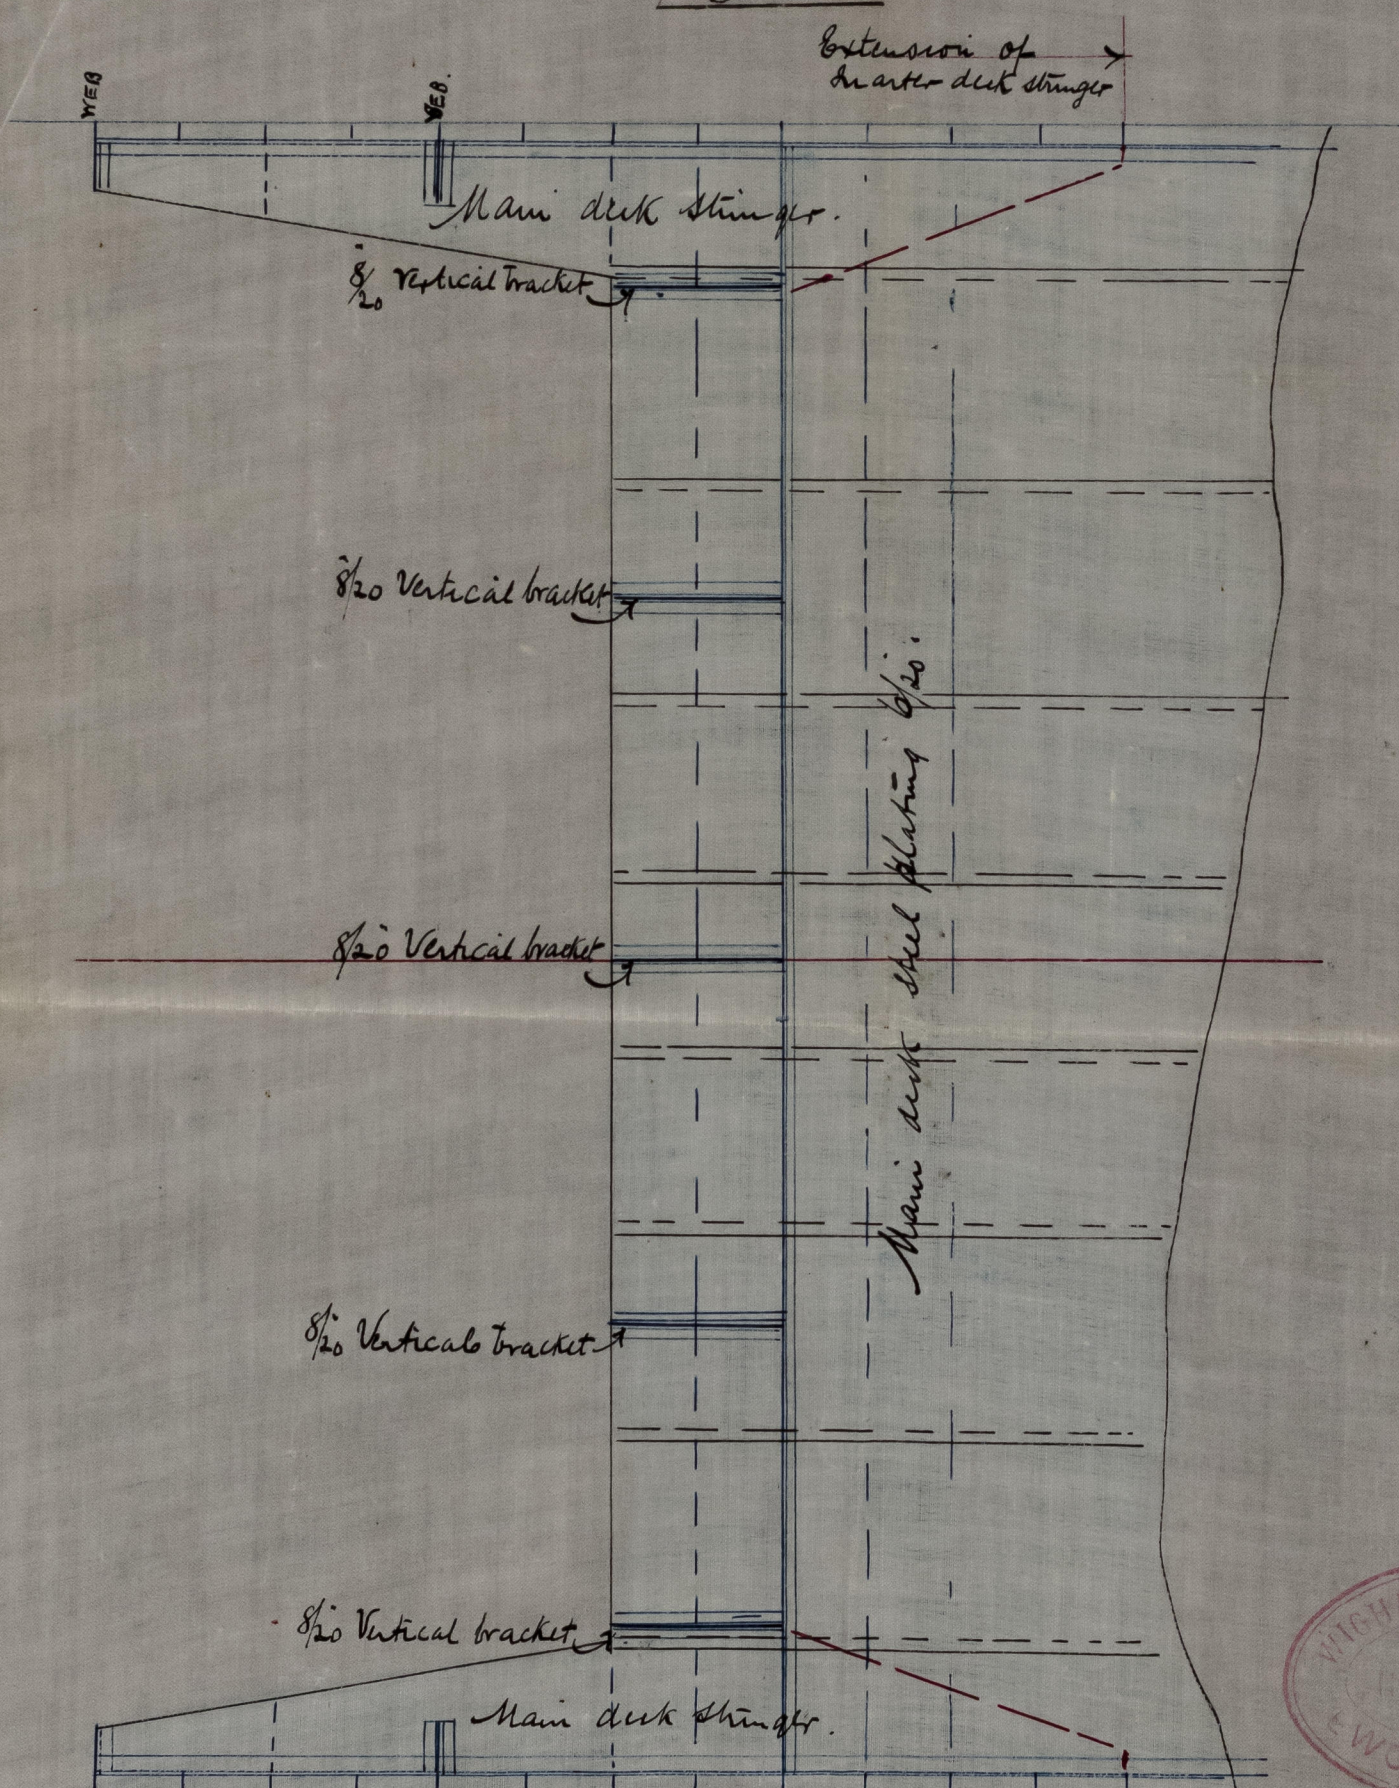 Extension of
Quarter deck stringer
WEB
WEB.
Main deck stringer.
8/20 Vertical bracket
8/20 Vertical bracket
Main deck steel plating 6/20.
8/20 Vertical bracket
8/20 Vertical bracket
8/20 Vertical bracket
Main deck stringer.